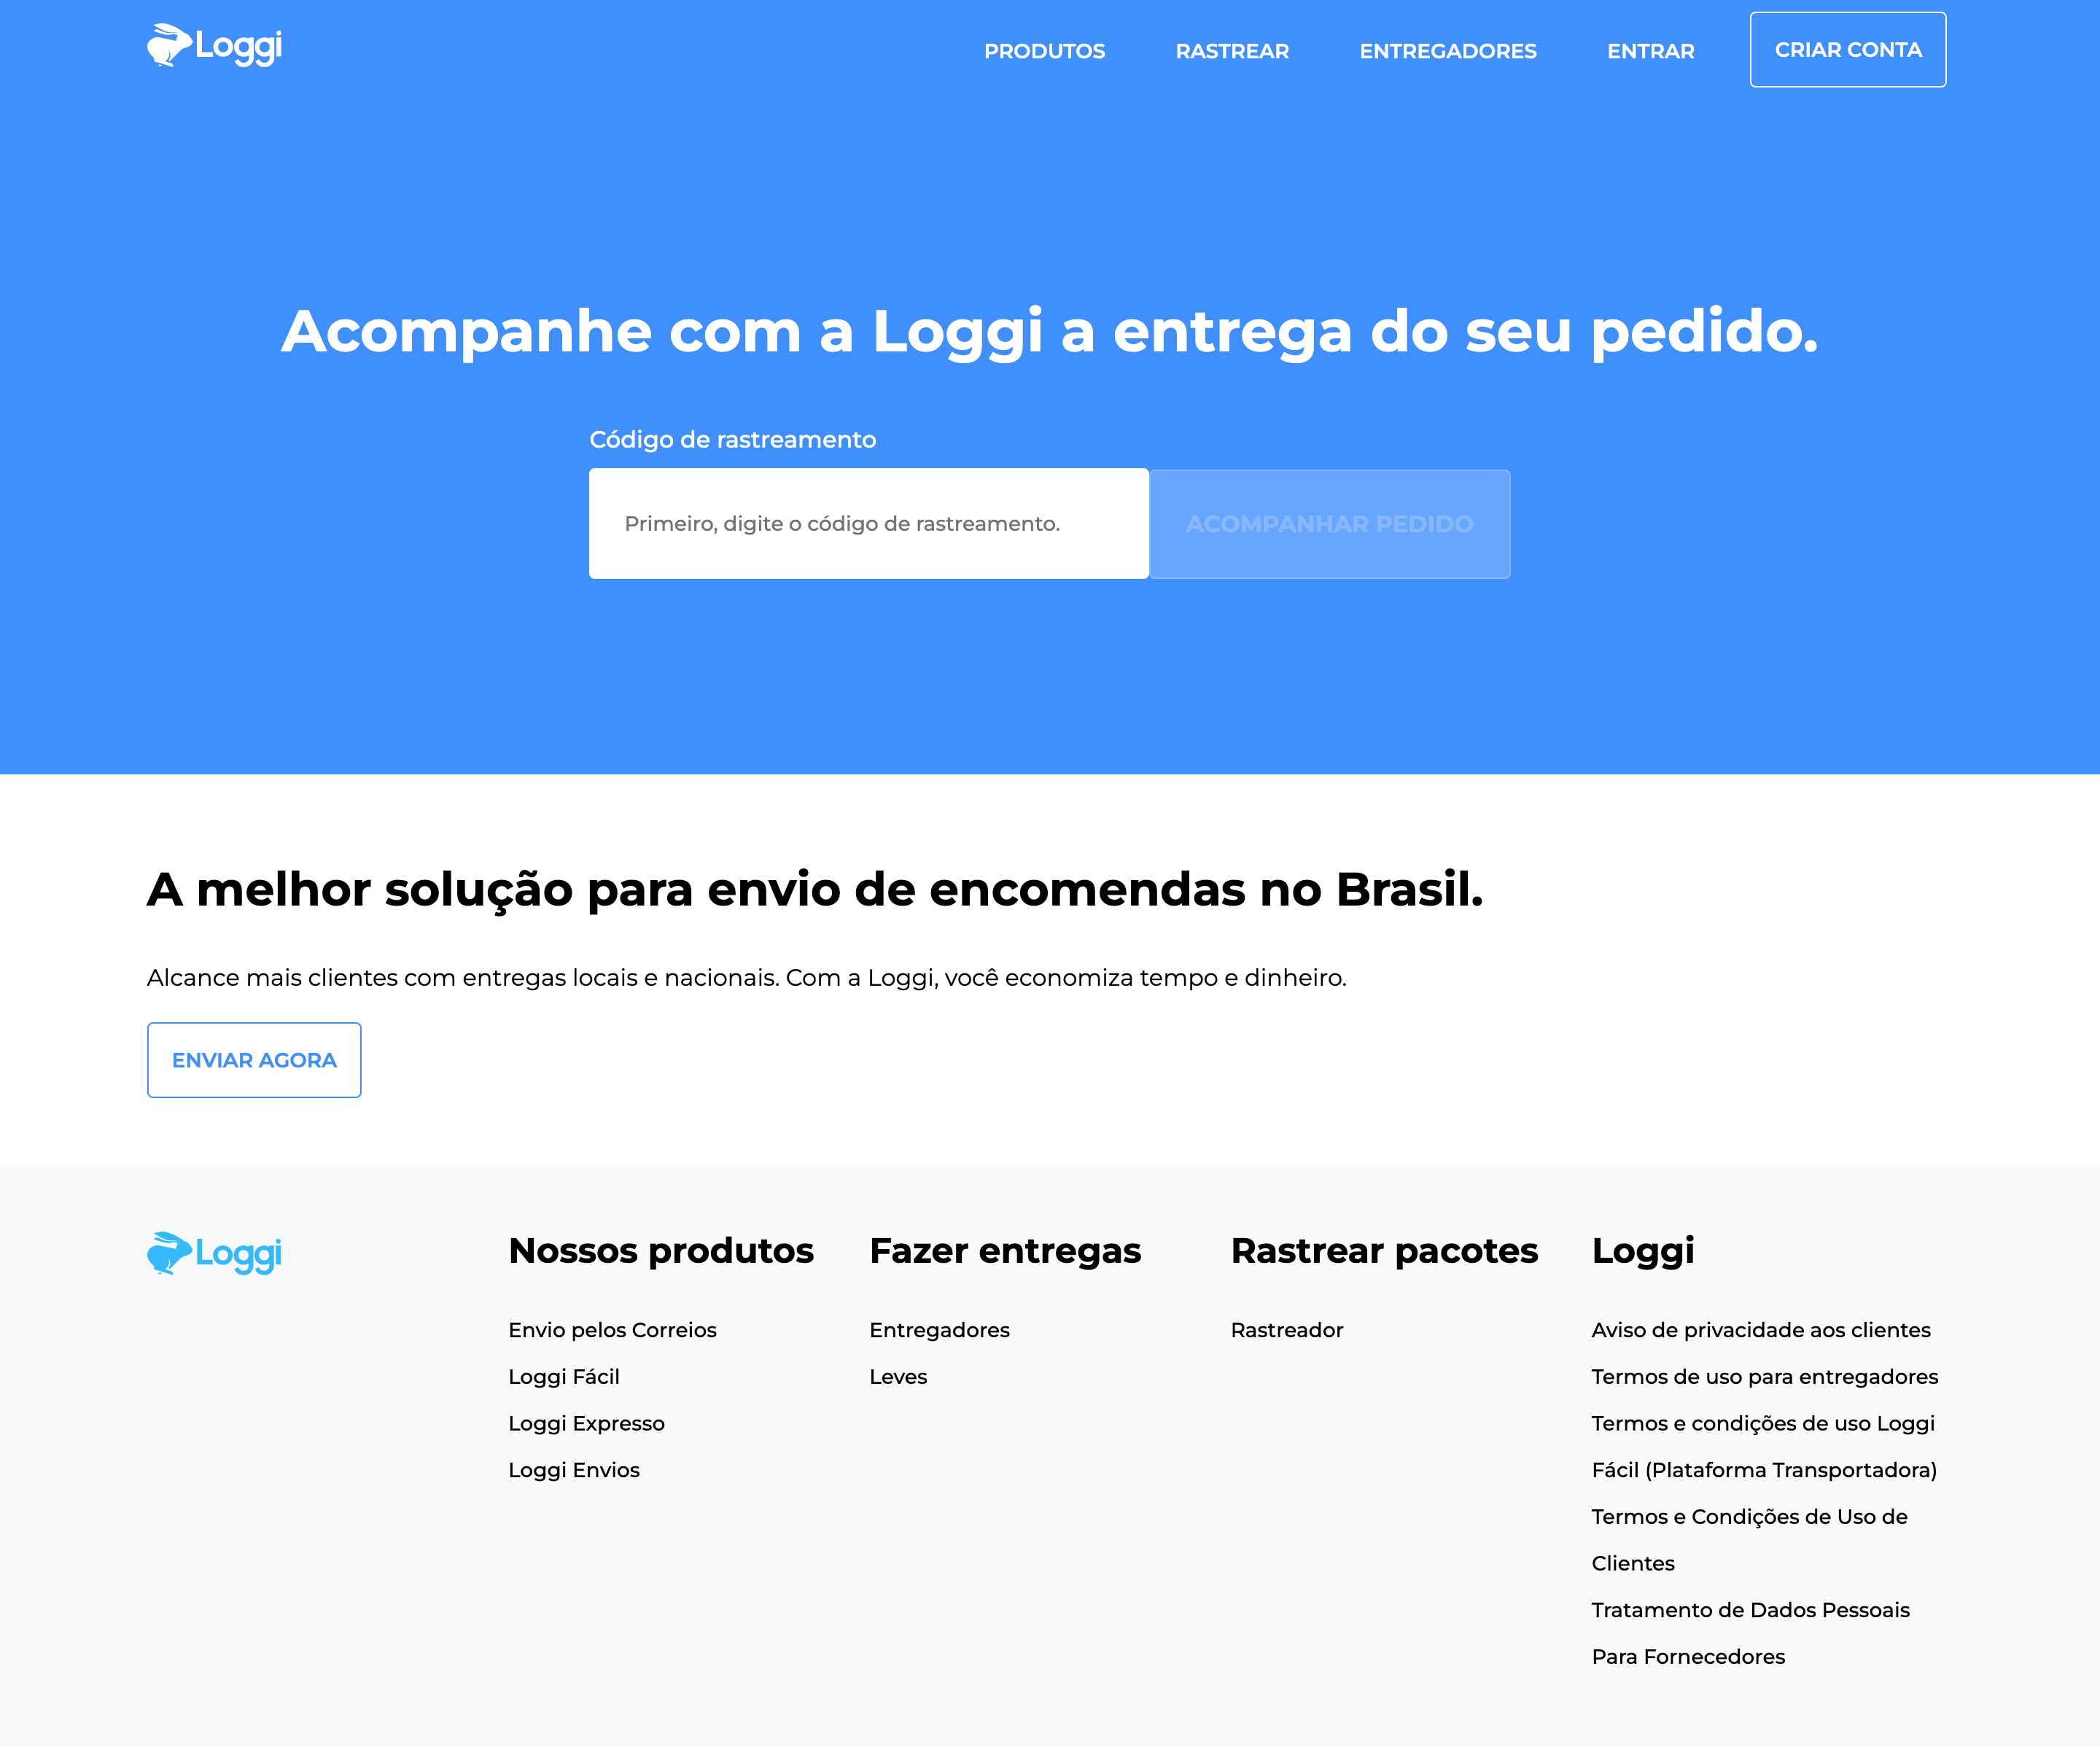 Loggi
PRODUTOS
RASTREAR
ENTREGADORES
ENTRAR
CRIAR CONTA
Acompanhe com a Loggi a entrega do seu pedido.
Código de rastreamento
Primeiro, digite o código de rastreamento.
ACOMPANHAR PEDIDO
A melhor solução para envio de encomendas no Brasil.
Alcance mais clientes com entregas locais e nacionais. Com a Loggi, você economiza tempo e dinheiro.
ENVIAR AGORA
Loggi
Nossos produtos
Envio pelos Correios
Loggi Fácil
Loggi Expresso
Loggi Envios
Fazer entregas
Entregadores
Leves
Rastrear pacotes
Rastreador
Loggi
Aviso de privacidade aos clientes
Termos de uso para entregadores
Termos e condições de uso Loggi
Fácil (Plataforma Transportadora)
Termos e Condições de Uso de
Clientes
Tratamento de Dados Pessoais
Para Fornecedores